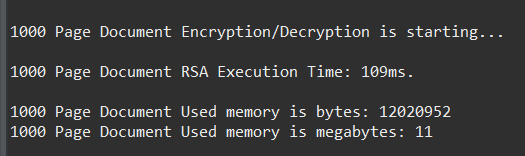 1000 Page Document Encryption/Decryption is starting...
1000 Page Document RSA Execution Time: 109ms.
1000 Page Document Used memory is bytes: 12020952
1000 Page Document Used memory is megabytes: 11